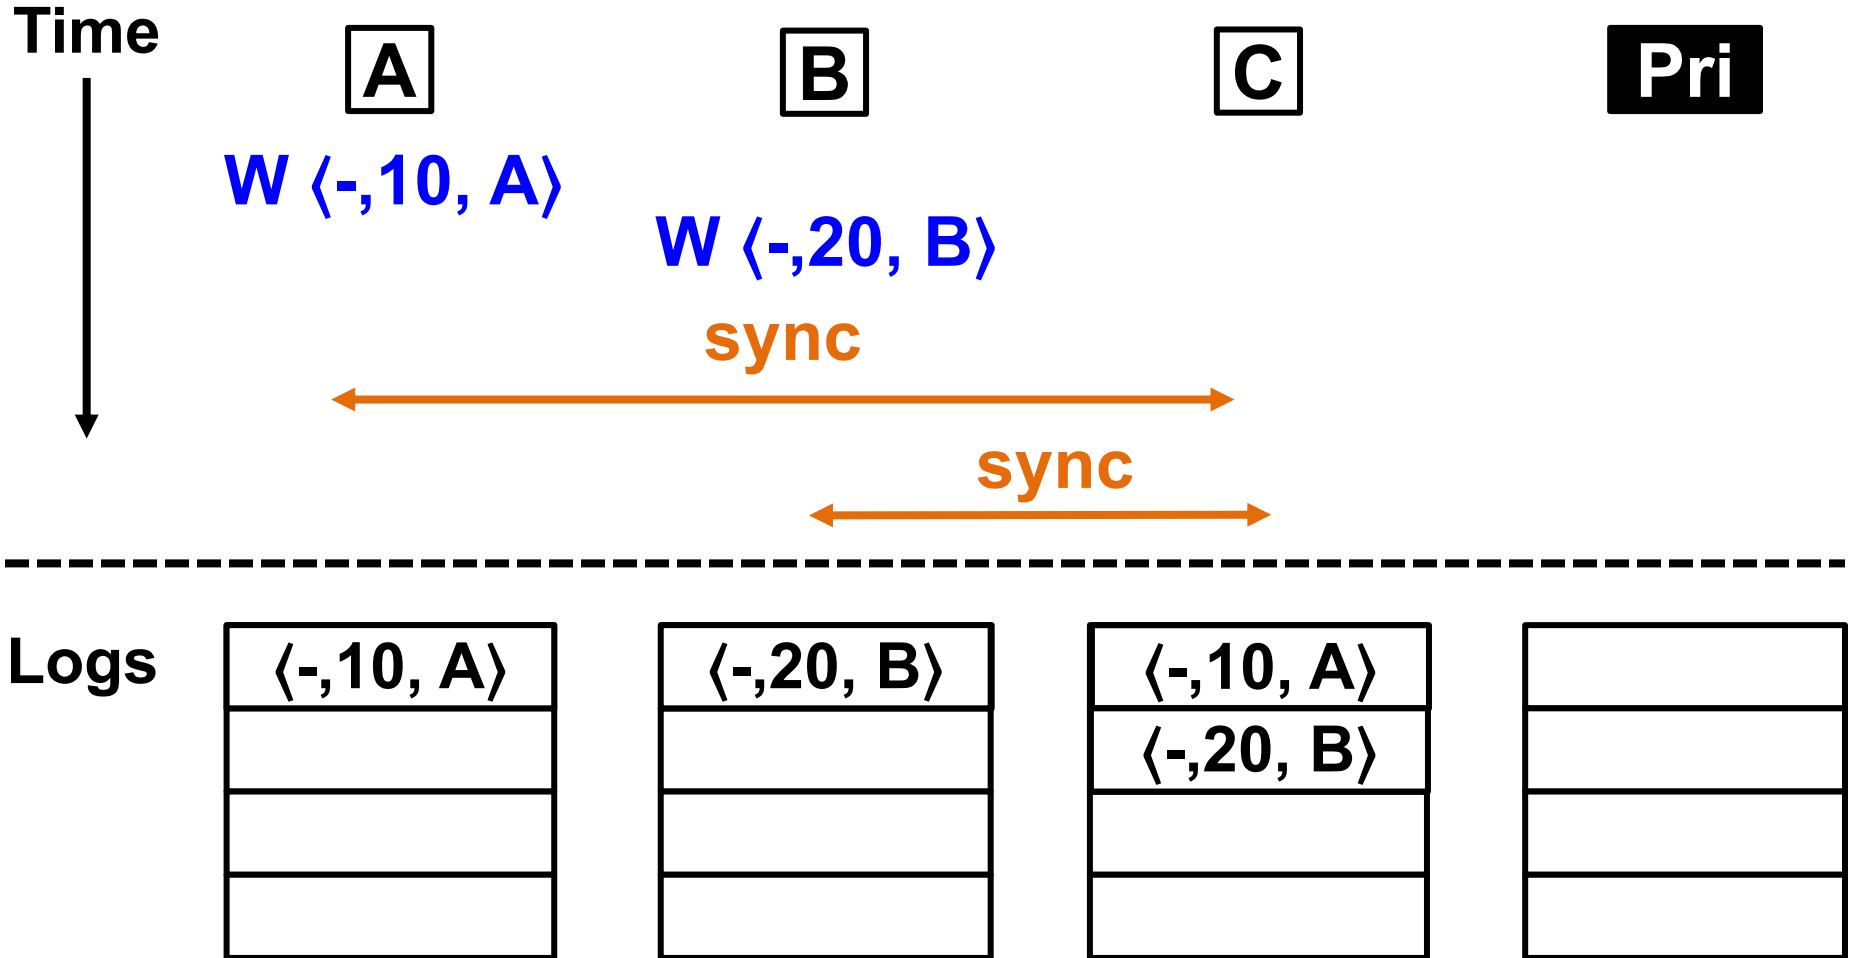 Time
A
B
C
Pri
W ⟨-,10, A⟩
W ⟨-,20, B⟩
sync
sync
Logs
⟨-,10, A⟩
⟨-,20, B⟩
⟨-,10, A⟩
⟨-,20, B⟩